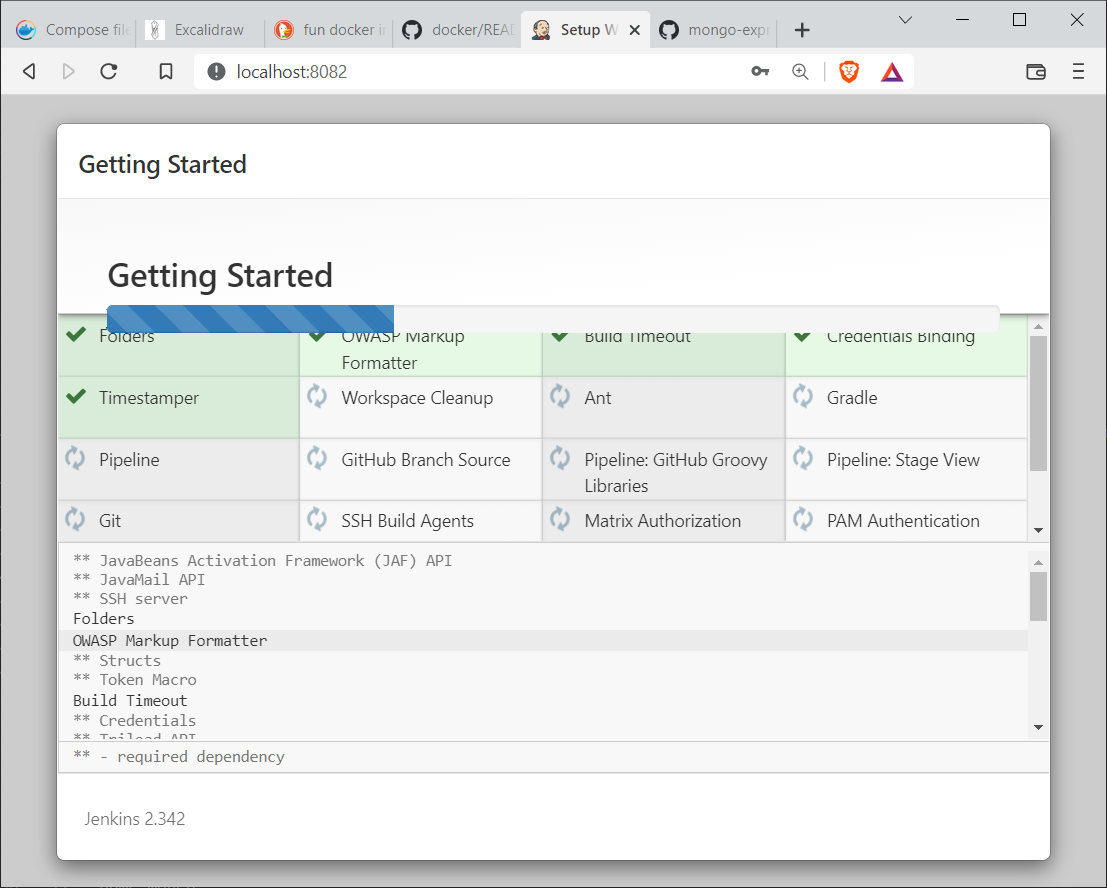 Compose file
Excalidraw
fun docker i
docker/READ
Setup W
mongo-expr
localhost:8082
Getting Started
Getting Started
Folders
OWASP Markup Formatter
Build Timeout
Credentials Binding
Timestamper
Workspace Cleanup
Ant
Gradle
Pipeline
GitHub Branch Source
Pipeline: GitHub Groovy Libraries
Pipeline: Stage View
Git
SSH Build Agents
Matrix Authorization
PAM Authentication
** JavaBeans Activation Framework (JAF) API
** JavaMail API
** SSH server
Folders
OWASP Markup Formatter
** Structs
** Token Macro
Build Timeout
** Credentials
** Trilead API
** - required dependency
Jenkins 2.342